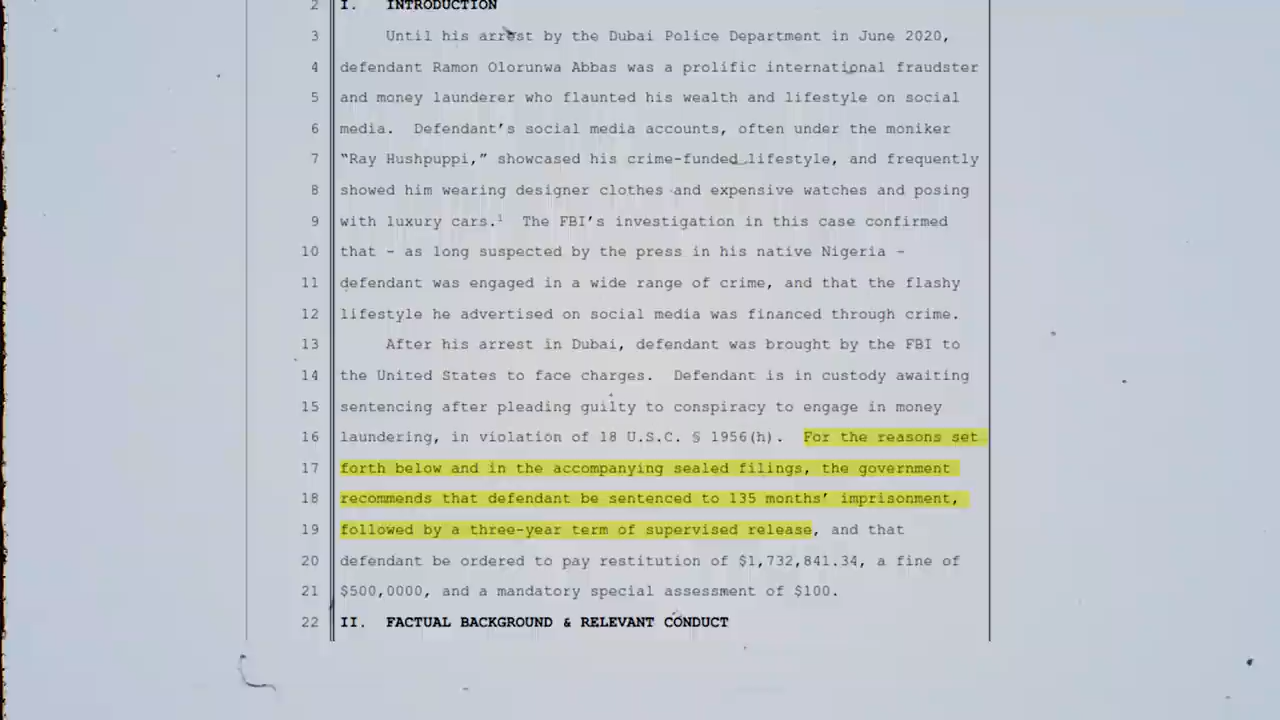 2 I. INTRODUCTION
3 Until his arrest by the Dubai Police Department in June 2020,
4 defendant Ramon Olorunwa Abbas was a prolific international fraudster
5 and money launderer who flaunted his wealth and lifestyle on social
6 media. Defendant's social media accounts, often under the moniker
7 "Ray Hushpuppi," showcased his crime-funded lifestyle, and frequently
8 showed him wearing designer clothes and expensive watches and posing
9 with luxury cars.¹ The FBI's investigation in this case confirmed
10 that – as long suspected by the press in his native Nigeria –
11 defendant was engaged in a wide range of crime, and that the flashy
12 lifestyle he advertised on social media was financed through crime.
13 After his arrest in Dubai, defendant was brought by the FBI to
14 the United States to face charges. Defendant is in custody awaiting
15 sentencing after pleading guilty to conspiracy to engage in money
16 laundering, in violation of 18 U.S.C. § 1956(h). For the reasons set
17 forth below and in the accompanying sealed filings, the government
18 recommends that defendant be sentenced to 135 months' imprisonment,
19 followed by a three-year term of supervised release, and that
20 defendant be ordered to pay restitution of $1,732,841.34, a fine of
21 $500,0000, and a mandatory special assessment of $100.
22 II. FACTUAL BACKGROUND & RELEVANT CONDUCT